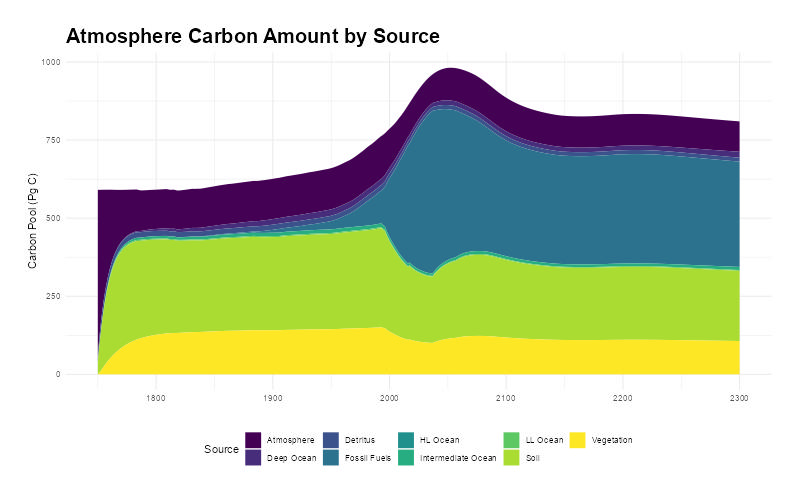 Atmosphere Carbon Amount by Source
1000
750
500
250
0
Carbon Pool (Pg C)
1800 1900 2000 2100 2200 2300
Source
Atmosphere Detritus HL Ocean LL Ocean Vegetation
Deep Ocean Fossil Fuels Intermediate Ocean Soil